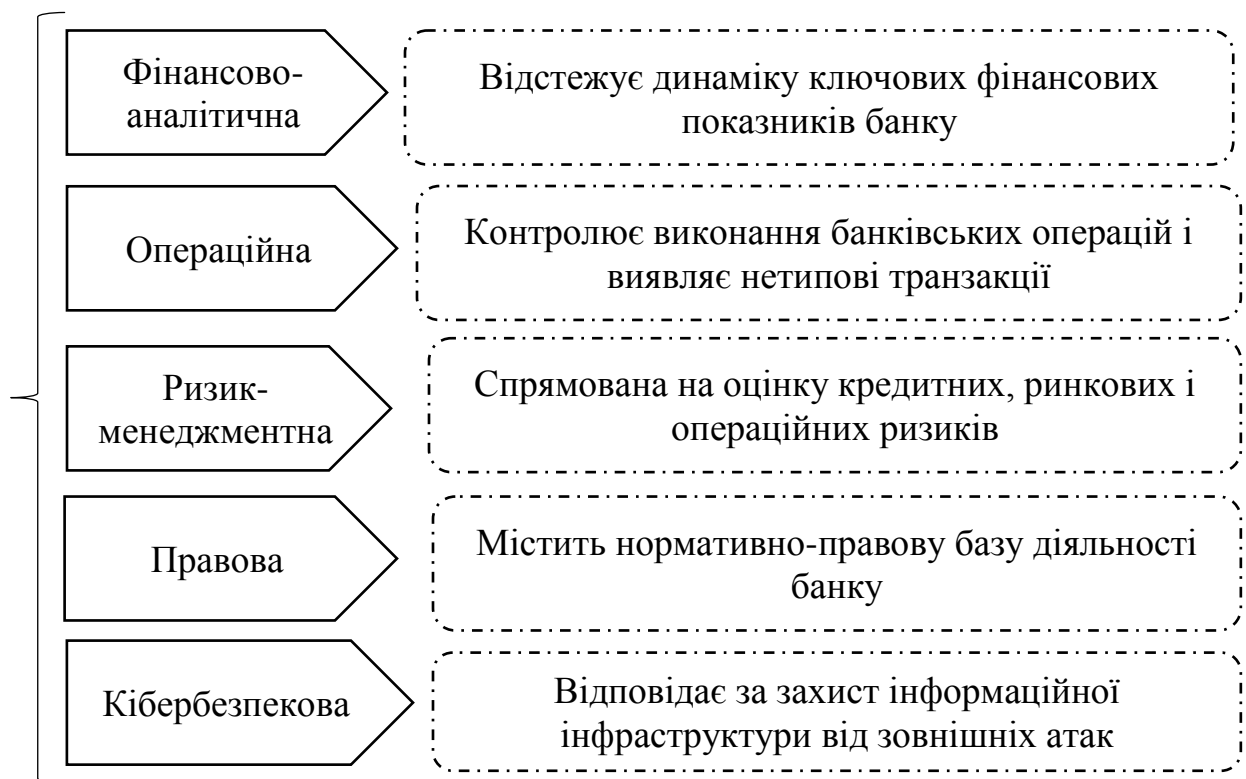 Фінансово-
аналітична
Відстежує динаміку ключових фінансових
показників банку
Операційна
Контролює виконання банківських операцій і
виявляє нетипові транзакції
Ризик-
менеджментна
Спрямована на оцінку кредитних, ринкових і
операційних ризиків
Правова
Містить нормативно-правову базу діяльності
банку
Кібербезпекова
Відповідає за захист інформаційної
інфраструктури від зовнішніх атак